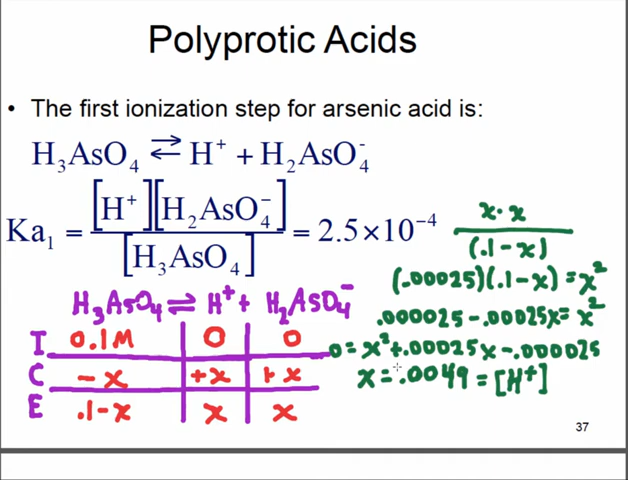 Polyprotic Acids
• The first ionization step for arsenic acid is:
H₃AsO₄ ⇄ H⁺ + H₂AsO₄⁻
Ka₁ = [H⁺][H₂AsO₄⁻] / [H₃AsO₄] = 2.5×10⁻⁴
x·x / (.1-x)
(.00025)(.1-x) = x²
.000025 - .00025x = x²
0 = x² + .00025x - .000025
x = .0049 = [H⁺]
H₃AsO₄ ⇌ H⁺ + H₂AsO₄⁻
I 0.1M 0 0
C -x +x +x
E .1-x x x
37